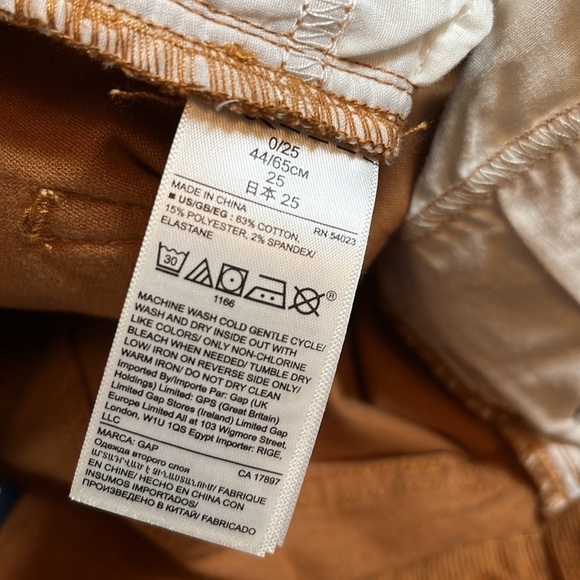 0/25
44/65CM
25
日本 25
MADE IN CHINA
RN 54023
■ US/GB/EG : 83% COTTON,
15% POLYESTER, 2% SPANDEX/
ELASTANE
30
®
1166
MACHINE WASH COLD GENTLE CYCLE/
WASH AND DRY INSIDE OUT WITH
LIKE COLORS/ ONLY NON-CHLORINE
BLEACH WHEN NEEDED/ TUMBLE DRY
LOW/ IRON ON REVERSE SIDE ONLY/
WARM IRON/ DO NOT DRY CLEAN
Imported By/Importe Par: Gap (UK
Holdings) Limited: GPS (Great Britain)
Limited Gap Stores (Ireland) Limited Gap
Europe Limited All at 103 Wigmore Street,
London, W1U 1QS Egypt Importer: RIGE,
LLC
MARCA: GAP
CA 17897
Одежда второго слоя
ԱՐՏԱԴՐՎԱԾ Է ՉԻՆԱՍՏԱՆՈՒՄ/ FABRIQUE
EN CHINE/ HECHO EN CHINA CON
INSUMOS IMPORTADOS/
ПРОИЗВЕДЕНО В КИТАЕ/ FABRICADO